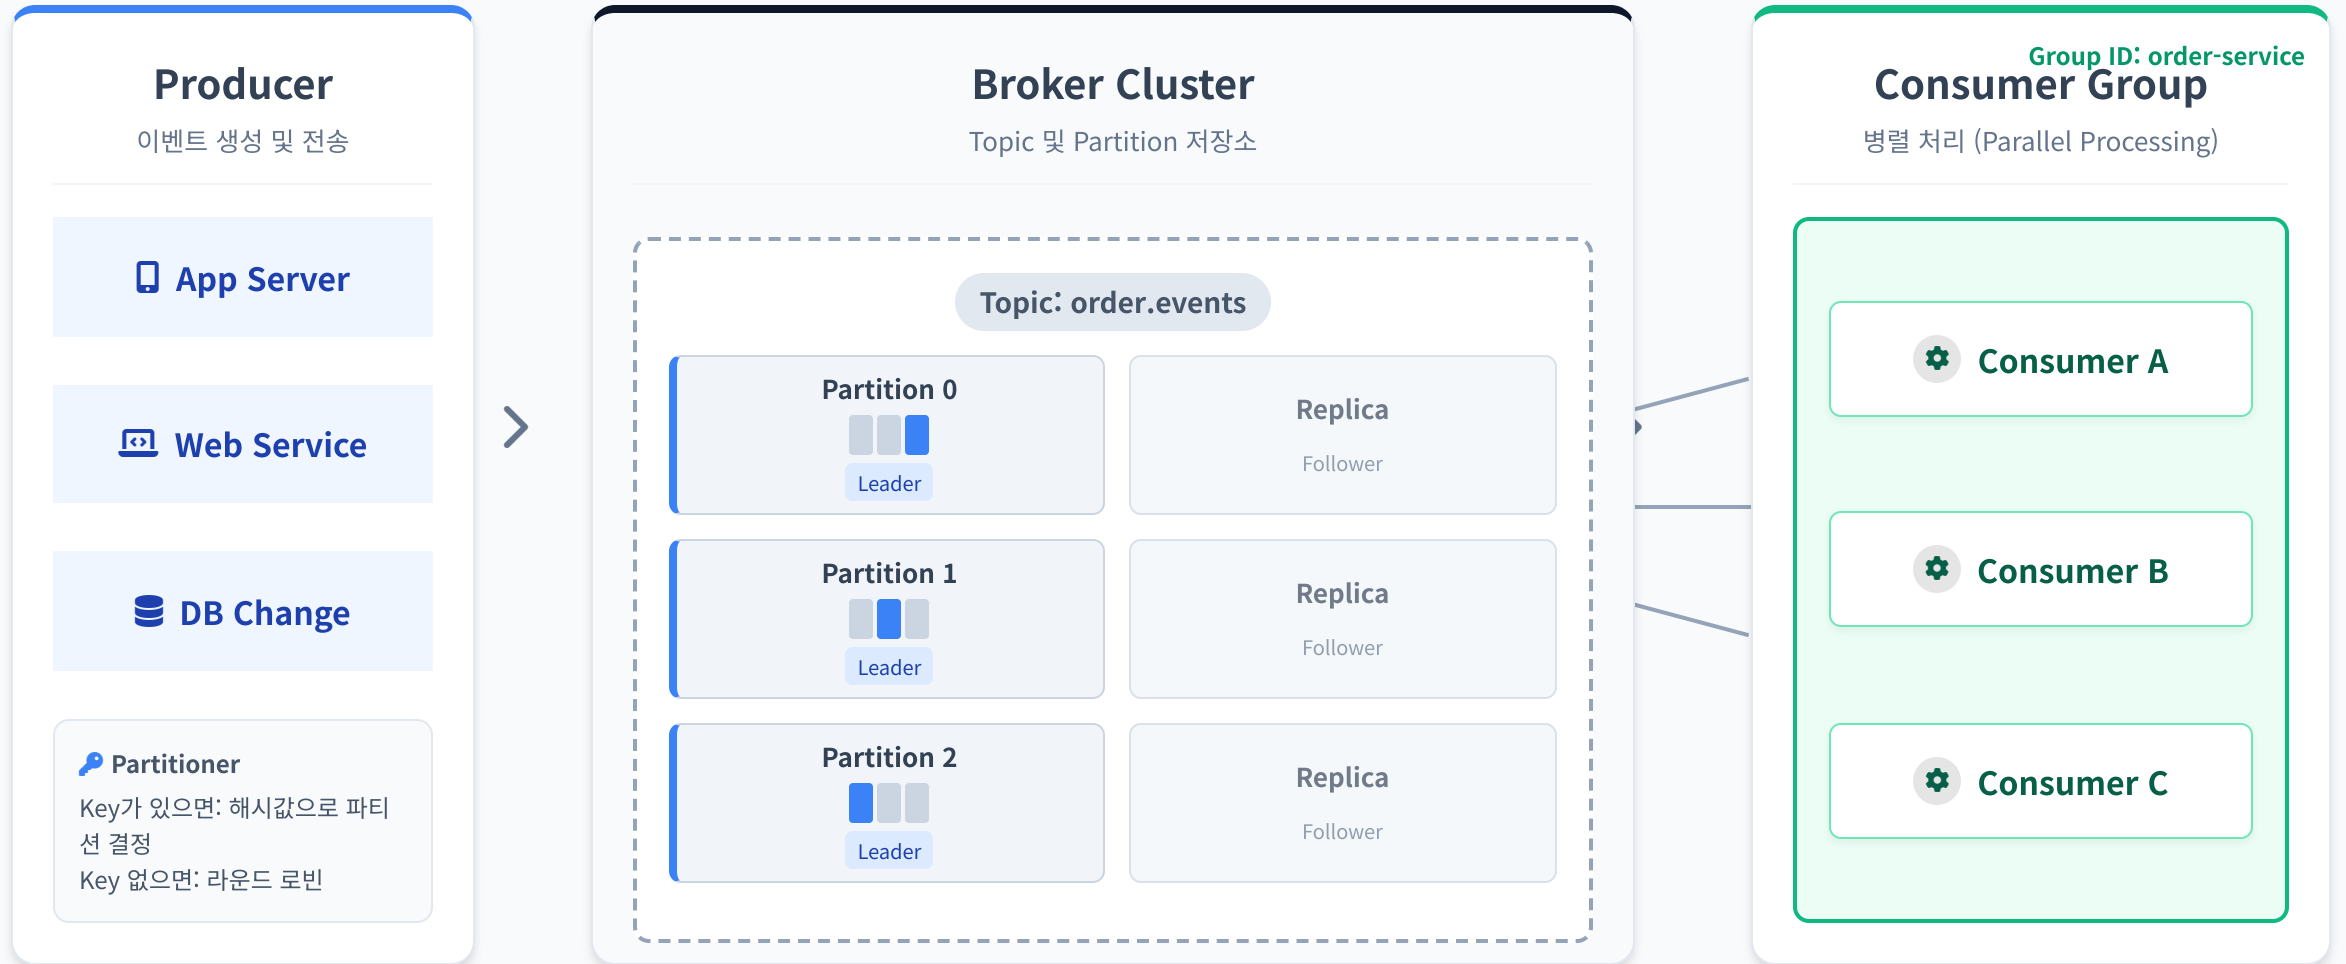 Producer
이벤트 생성 및 전송
App Server
Web Service
DB Change
Partitioner
Key가 있으면: 해시값으로 파티
션 결정
Key 없으면: 라운드 로빈
Broker Cluster
Topic 및 Partition 저장소
Topic: order.events
Partition 0
Leader
Replica
Follower
Partition 1
Leader
Replica
Follower
Partition 2
Leader
Replica
Follower
Group ID: order-service
Consumer Group
병렬 처리 (Parallel Processing)
Consumer A
Consumer B
Consumer C